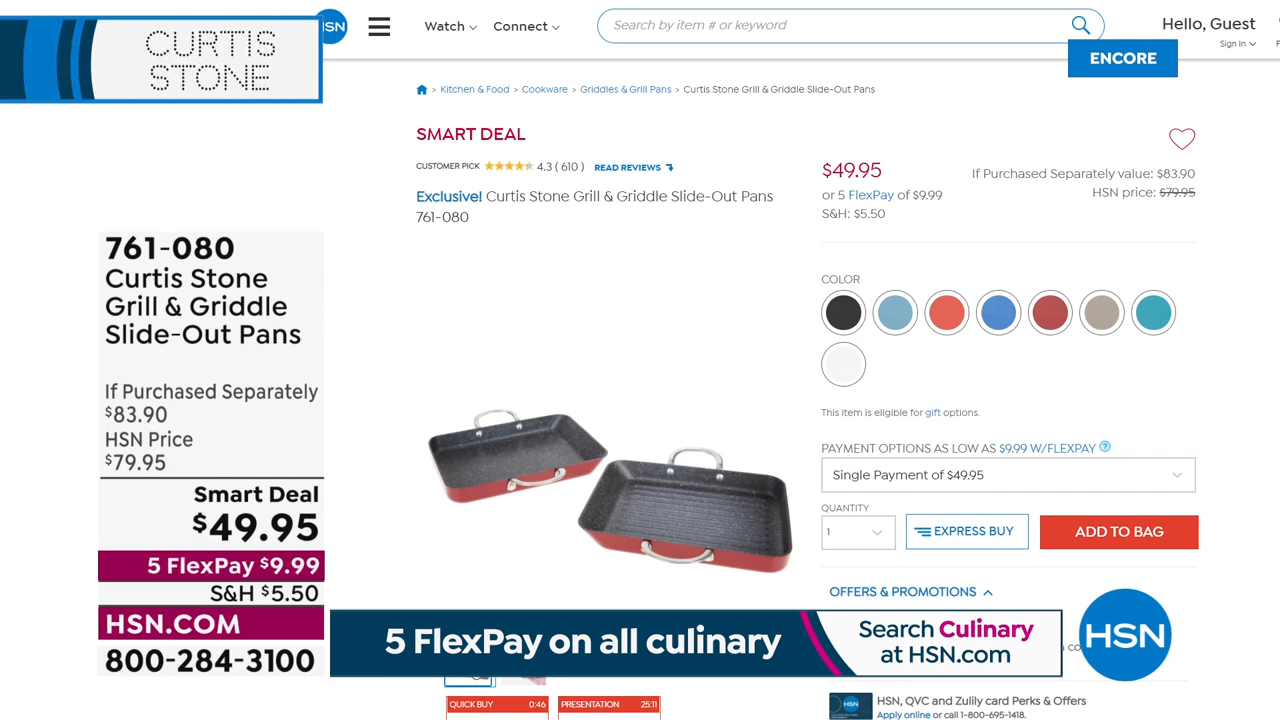 CURTIS
STONE
HSN
Watch
Connect
Search by item # or keyword
Hello, Guest
Sign In
ENCORE
> Kitchen & Food > Cookware > Griddles & Grill Pans > Curtis Stone Grill & Griddle Slide-Out Pans
SMART DEAL
CUSTOMER PICK 4.3 ( 610 ) READ REVIEWS
Exclusive! Curtis Stone Grill & Griddle Slide-Out Pans
761-080
$49.95
or 5 FlexPay of $9.99
S&H: $5.50
If Purchased Separately value: $83.90
HSN price: $79.95
COLOR
This item is eligible for gift options.
PAYMENT OPTIONS AS LOW AS $9.99 W/FLEXPAY ?
Single Payment of $49.95
QUANTITY
1
EXPRESS BUY
ADD TO BAG
OFFERS & PROMOTIONS
761-080
Curtis Stone
Grill & Griddle
Slide-Out Pans
If Purchased Separately
$83.90
HSN Price
$79.95
Smart Deal
$49.95
5 FlexPay $9.99
S&H $5.50
HSN.COM
800-284-3100
5 FlexPay on all culinary
Search Culinary
at HSN.com
HSN
QUICK BUY 0:46
PRESENTATION 25:11
HSN
HSN, QVC and Zulily card Perks & Offers
Apply online or call 1-800-695-1418.